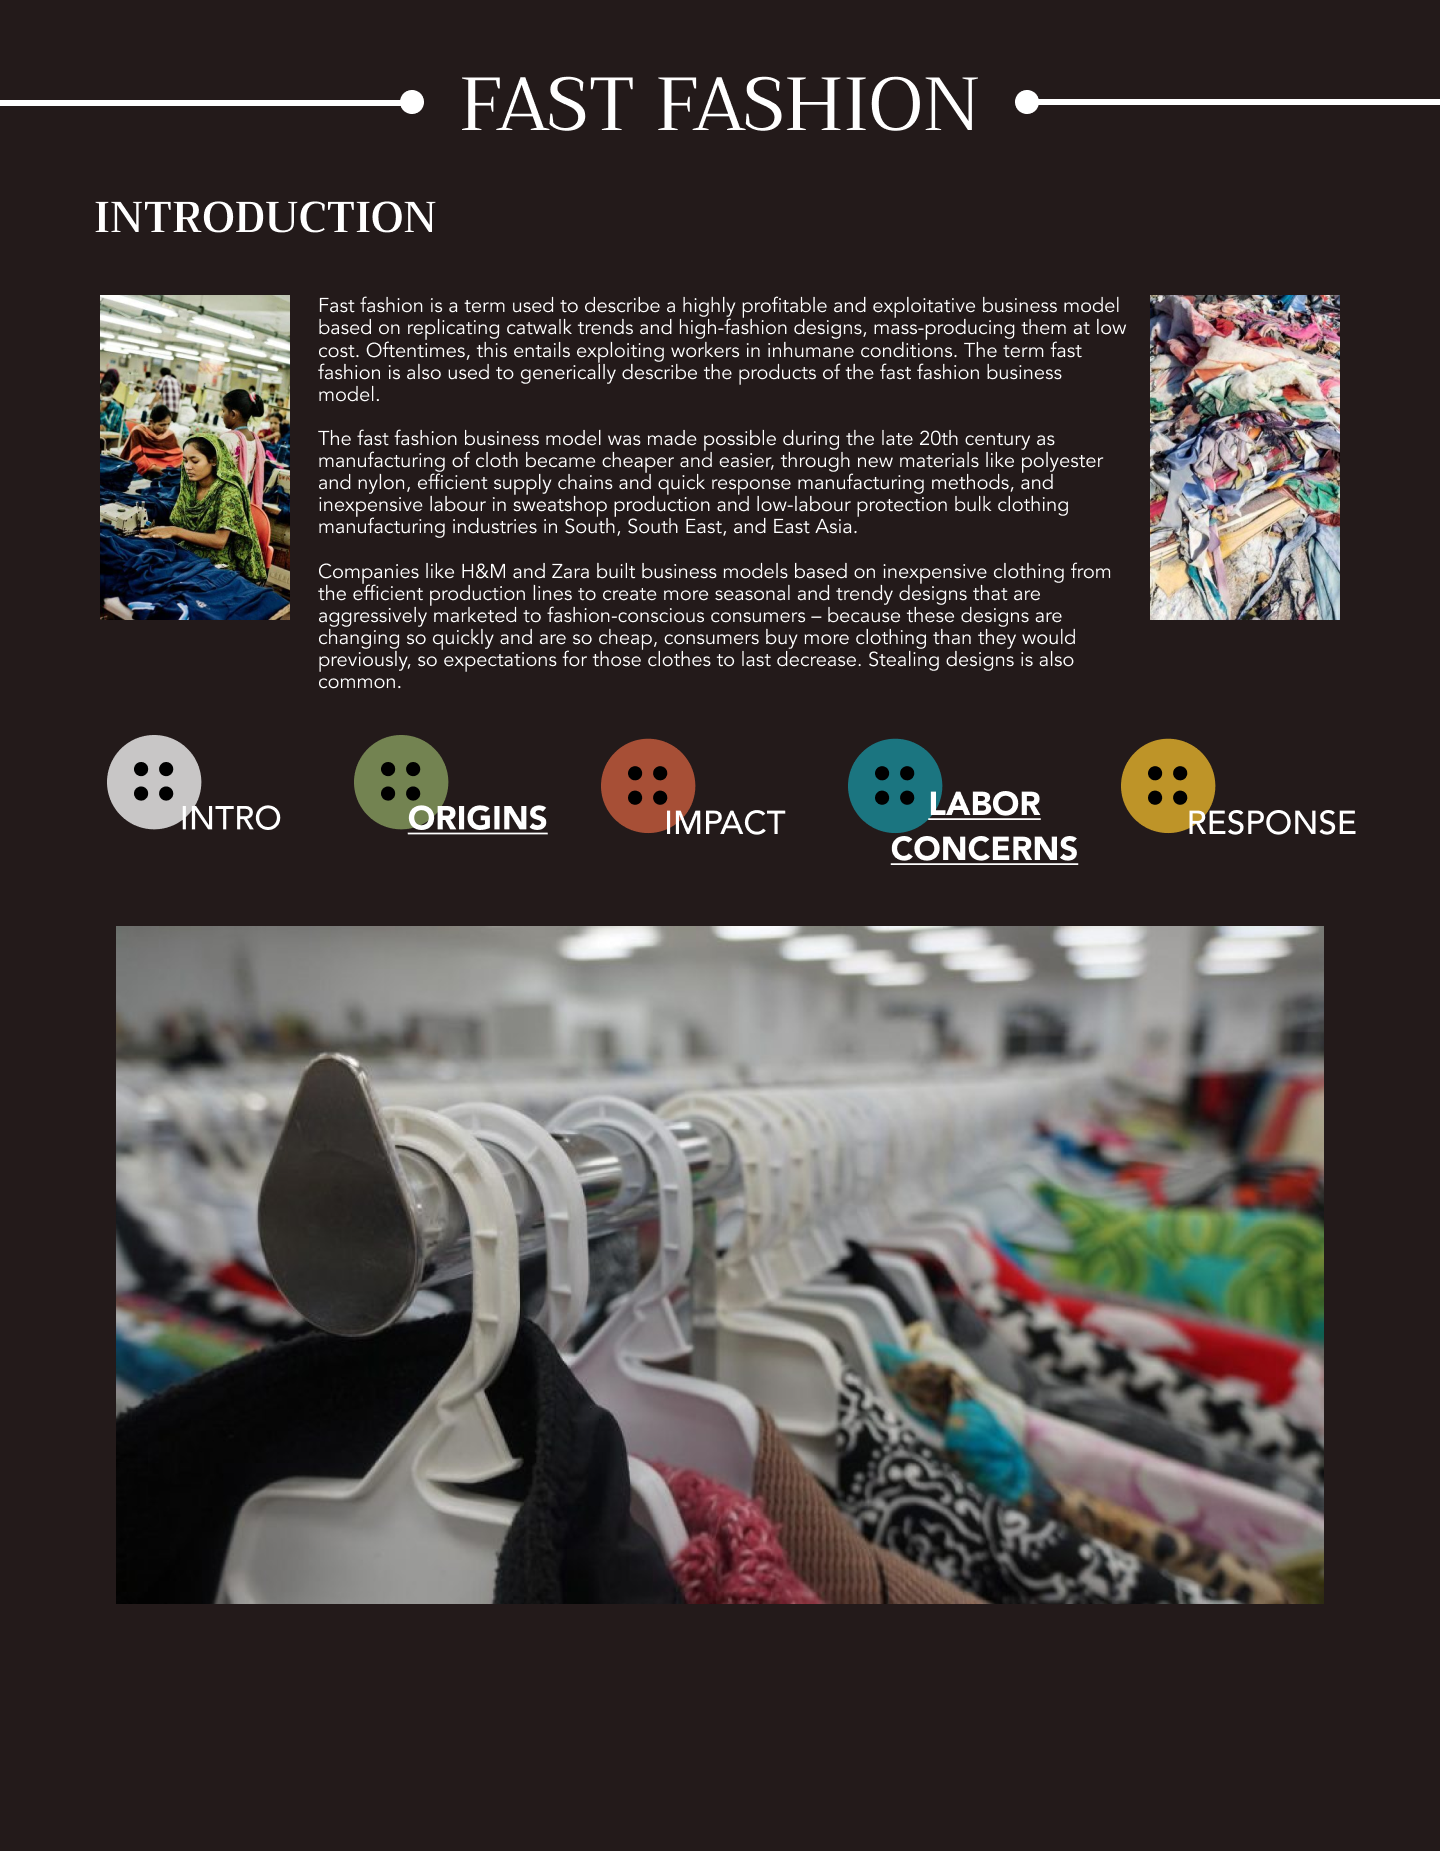 FAST FASHION
INTRODUCTION
Fast fashion is a term used to describe a highly profitable and exploitative business model
based on replicating catwalk trends and high-fashion designs, mass-producing them at low
cost. Oftentimes, this entails exploiting workers in inhumane conditions. The term fast
fashion is also used to generically describe the products of the fast fashion business
model.
The fast fashion business model was made possible during the late 20th century as
manufacturing of cloth became cheaper and easier, through new materials like polyester
and nylon, efficient supply chains and quick response manufacturing methods, and
inexpensive labour in sweatshop production and low-labour protection bulk clothing
manufacturing industries in South, South East, and East Asia.
Companies like H&M and Zara built business models based on inexpensive clothing from
the efficient production lines to create more seasonal and trendy designs that are
aggressively marketed to fashion-conscious consumers – because these designs are
changing so quickly and are so cheap, consumers buy more clothing than they would
previously, so expectations for those clothes to last decrease. Stealing designs is also
common.
INTRO
ORIGINS
IMPACT
LABOR
CONCERNS
RESPONSE